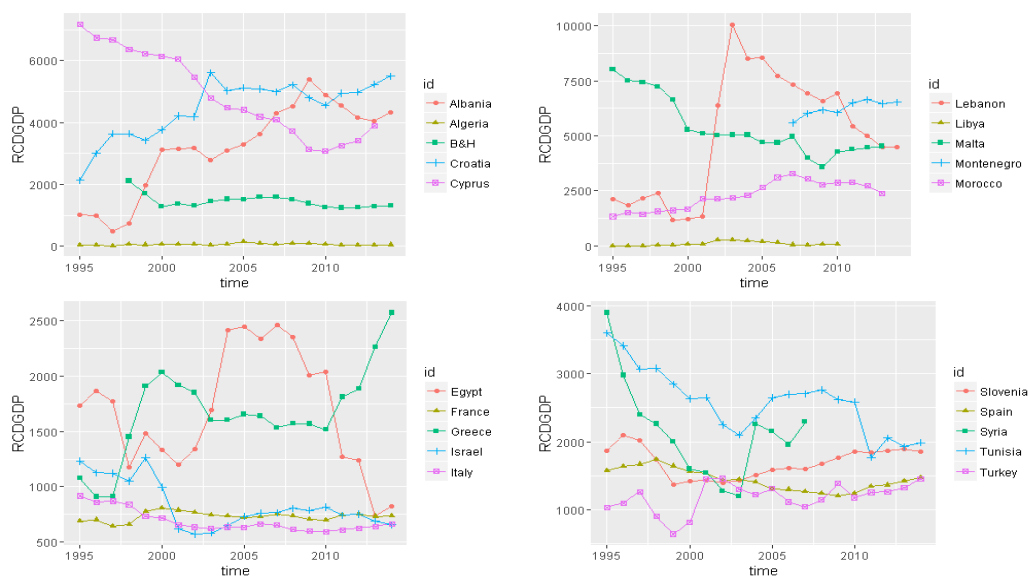 RCDGDP
6000
4000
2000
0
1995
2000
2005
2010
time
id
Albania
Algeria
B&H
Croatia
Cyprus
RCDGDP
10000
7500
5000
2500
0
1995
2000
2005
2010
time
id
Lebanon
Libya
Malta
Montenegro
Morocco
RCDGDP
2500
2000
1500
1000
500
1995
2000
2005
2010
time
id
Egypt
France
Greece
Israel
Italy
RCDGDP
4000
3000
2000
1000
1995
2000
2005
2010
time
id
Slovenia
Spain
Syria
Tunisia
Turkey